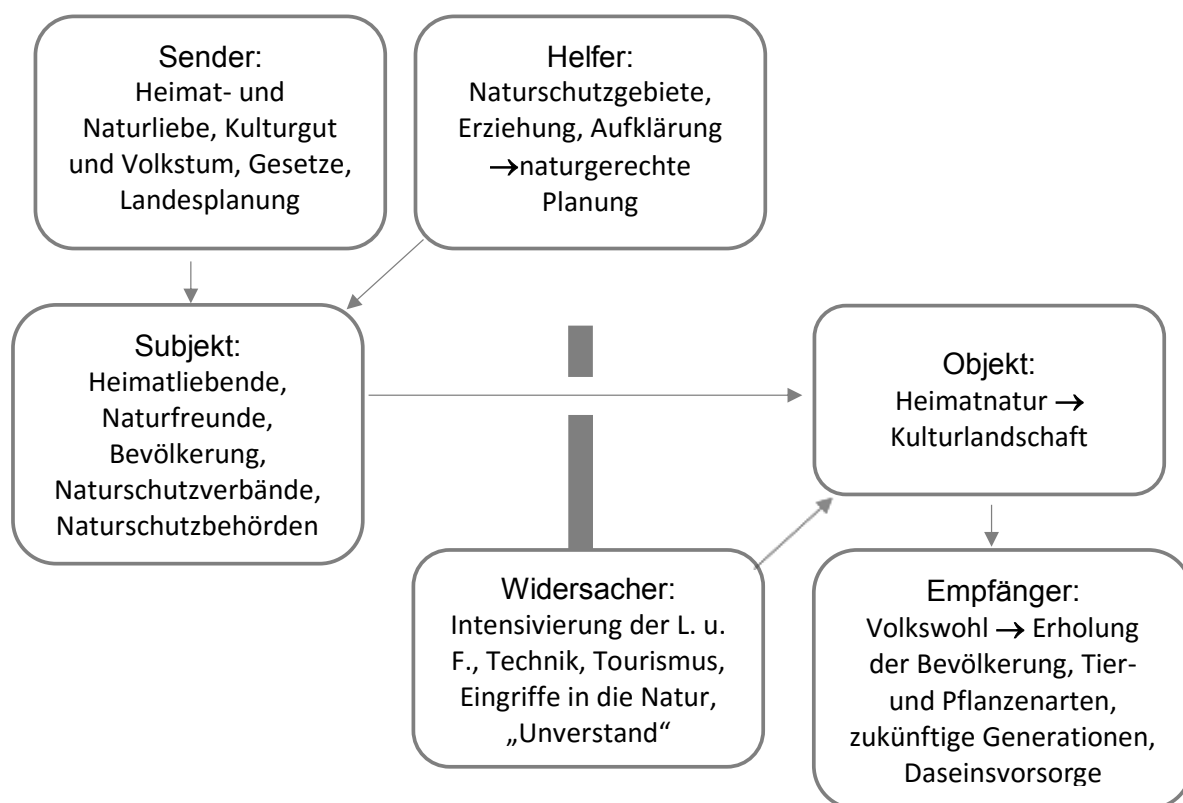 Sender:
Heimat- und
Naturliebe, Kulturgut
und Volkstum, Gesetze,
Landesplanung
Helfer:
Naturschutzgebiete,
Erziehung, Aufklärung
→naturgerechte
Planung
Subjekt:
Heimatliebende,
Naturfreunde,
Bevölkerung,
Naturschutzverbände,
Naturschutzbehörden
Objekt:
Heimatnatur →
Kulturlandschaft
Widersacher:
Intensivierung der L. u.
F., Technik, Tourismus,
Eingriffe in die Natur,
„Unverstand“
Empfänger:
Volkswohl → Erholung
der Bevölkerung, Tier-
und Pflanzenarten,
zukünftige Generationen,
Daseinsvorsorge